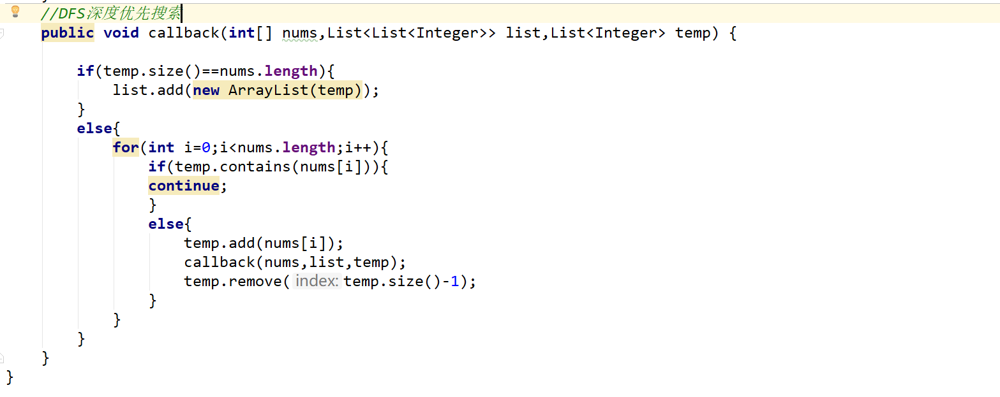 //DFS深度优先搜索
public void callback(int[] nums,List<List<Integer>> list,List<Integer> temp) {
if(temp.size()==nums.length){
list.add(new ArrayList(temp));
}
else{
for(int i=0;i<nums.length;i++){
if(temp.contains(nums[i])){
continue;
}
else{
temp.add(nums[i]);
callback(nums,list,temp);
temp.remove( index: temp.size()-1);
}
}
}
}
}